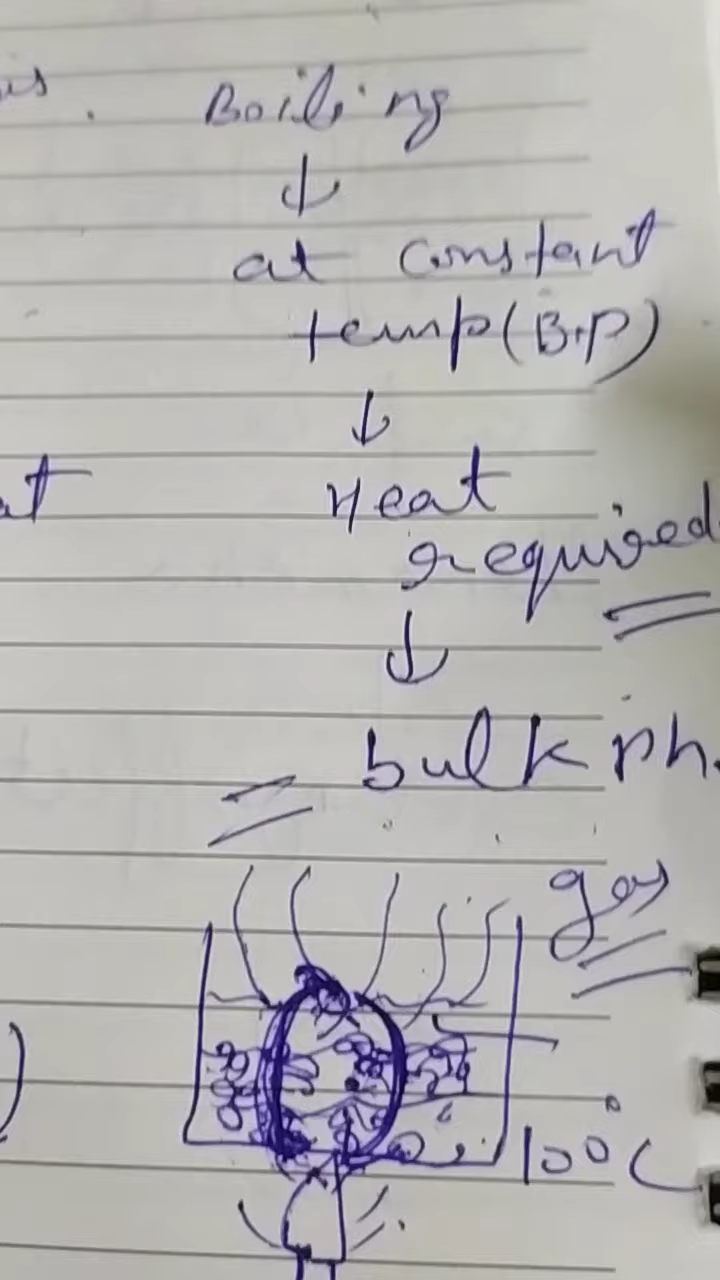 Boiling
↓
at constant
temp(B.P)
↓
Heat
required
↓
bulk ph.
gas
100°C